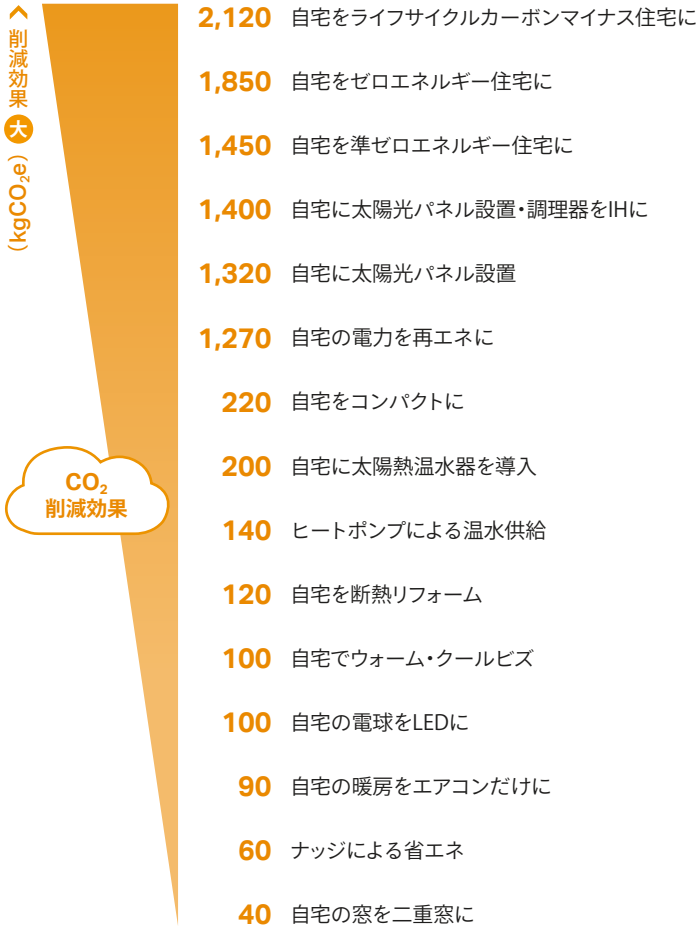 削減効果 大 (kgCO₂e)
2,120 自宅をライフサイクルカーボンマイナス住宅に
1,850 自宅をゼロエネルギー住宅に
1,450 自宅を準ゼロエネルギー住宅に
1,400 自宅に太陽光パネル設置・調理器をIHに
1,320 自宅に太陽光パネル設置
1,270 自宅の電力を再エネに
220 自宅をコンパクトに
200 自宅に太陽熱温水器を導入
CO₂
削減効果
140 ヒートポンプによる温水供給
120 自宅を断熱リフォーム
100 自宅でウォーム・クールビズ
100 自宅の電球をLEDに
90 自宅の暖房をエアコンだけに
60 ナッジによる省エネ
40 自宅の窓を二重窓に